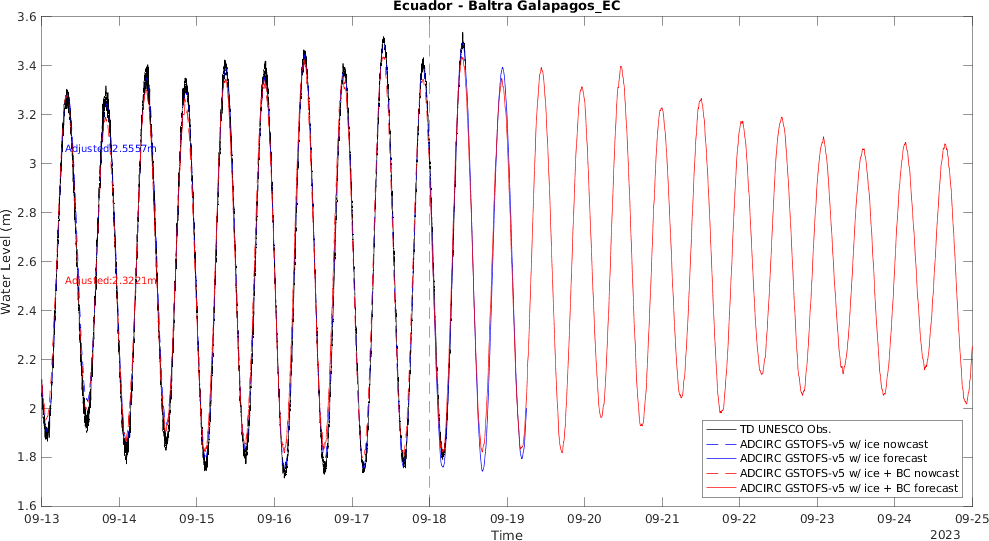 Ecuador - Baltra Galapagos_EC
3.6
3.4
3.2
3
2.8
2.6
2.4
2.2
2
1.8
1.6
Water Level (m)
Adjusted:2.5557m
Adjusted:2.3221m
TD UNESCO Obs.
ADCIRC GSTOFS-v5 w/ ice nowcast
ADCIRC GSTOFS-v5 w/ ice forecast
ADCIRC GSTOFS-v5 w/ ice + BC nowcast
ADCIRC GSTOFS-v5 w/ ice + BC forecast
09-13 09-14 09-15 09-16 09-17 09-18 09-19 09-20 09-21 09-22 09-23 09-24 09-25
Time
2023